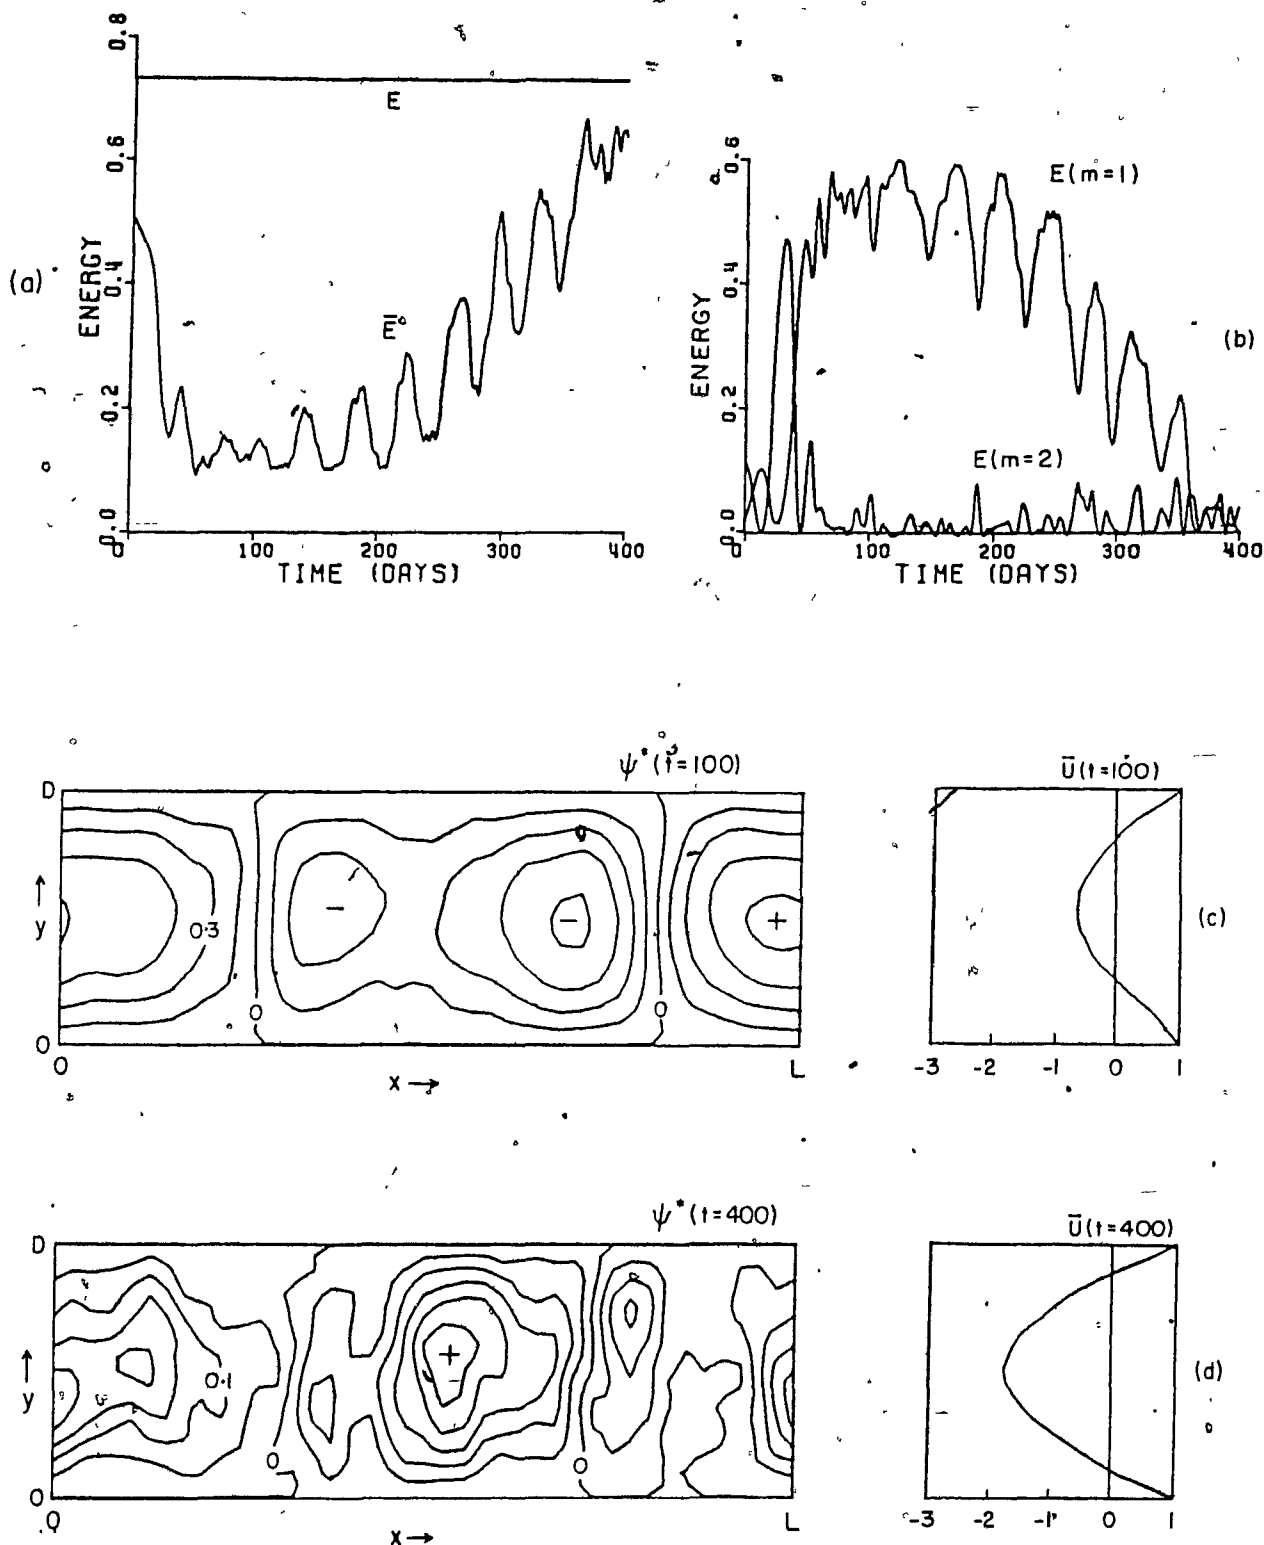 (a)
ENERGY
0.8
0.6
0.4
0.2
0.0
E
Ē
0 100 200 300 400
TIME (DAYS)
(b)
ENERGY
0.6
0.4
0.2
0.0
E(m=1)
E(m=2)
0 100 200 300 400
TIME (DAYS)
ψ*(t=100)
D
↑
y
0
0.3
0
−
−
0
+
0 L
x →
Ū(t=100)
(c)
-3 -2 -1 0 1
ψ*(t=400)
D
↑
y
0
0.1
0
+
0
0 L
x →
Ū(t=400)
(d)
-3 -2 -1 0 1